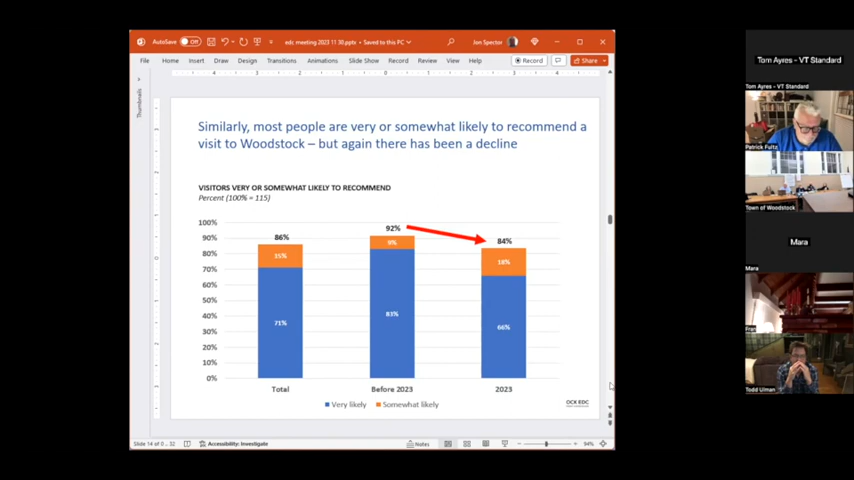 AutoSave
Off
edc meeting 2023 11 30.pptx • Saved to this PC
Jon Spector
File Home Insert Draw Design Transitions Animations Slide Show Record Review View Help
Record
Share
Thumbnails
Similarly, most people are very or somewhat likely to recommend a
visit to Woodstock – but again there has been a decline
VISITORS VERY OR SOMEWHAT LIKELY TO RECOMMEND
Percent (100% = 115)
100%
90%
80%
70%
60%
50%
40%
30%
20%
10%
0%
86%
15%
71%
92%
9%
83%
84%
18%
66%
Total Before 2023 2023
Very likely Somewhat likely
OCK EDC
Slide 14 of 0 .. 32
Accessibility: Investigate
Notes
94%
Tom Ayres - VT Standard
Tom Ayres - VT Standard
Patrick Fultz
Town of Woodstock
Mara
Mara
Fran
Todd Ulman